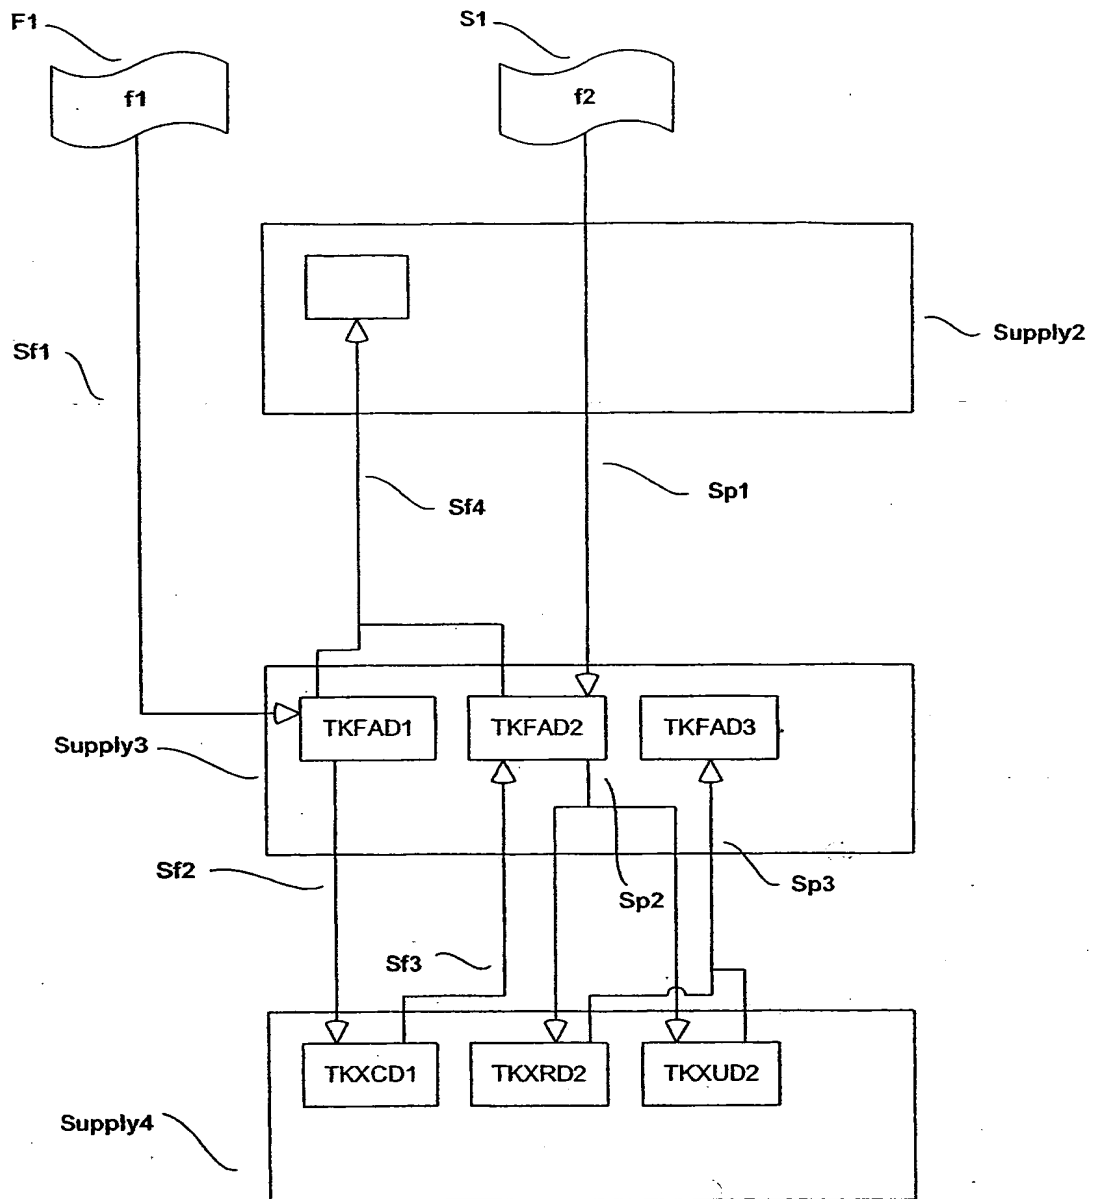 F1
S1
f1
f2
Supply2
Sf1
Sp1
Sf4
TKFAD1
TKFAD2
TKFAD3
Supply3
Sf2
Sp2
Sp3
Sf3
TKXCD1
TKXRD2
TKXUD2
Supply4